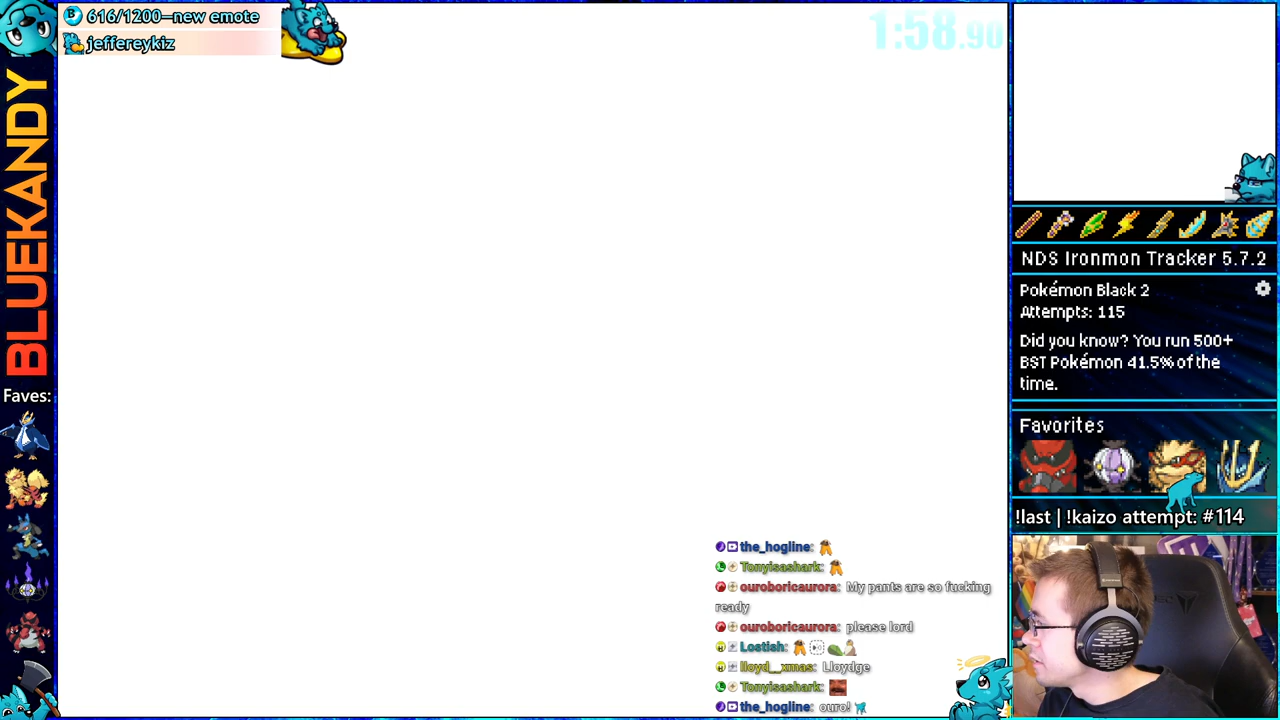 616/1200–new emote
jeffereykiz
1:58.90
BLUEKANDY
Faves:
NDS Ironmon Tracker 5.7.2
Pokémon Black 2
Attempts: 115
Did you know? You run 500+
BST Pokémon 41.5% of the
time.
Favorites
!last | !kaizo attempt: #114
the_hogline:
Tonyisashark:
ouroboricaurora: My pants are so fucking
ready
ouroboricaurora: please lord
Lostish:
lloyd__xmas: Lloydge
Tonyisashark:
the_hogline: ouro!